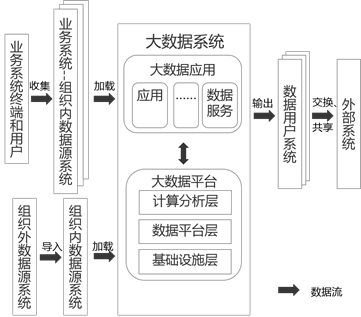 业务系统终端和用户
收集
业务系统-组织内数据源系统
加载
大数据系统
大数据应用
应用
……
数据
服务
输出
数据用户系统
交换、
共享
外部系统
大数据平台
计算分析层
数据平台层
基础设施层
组织外数据源系统
导入
组织内数据源系统
加载
数据流